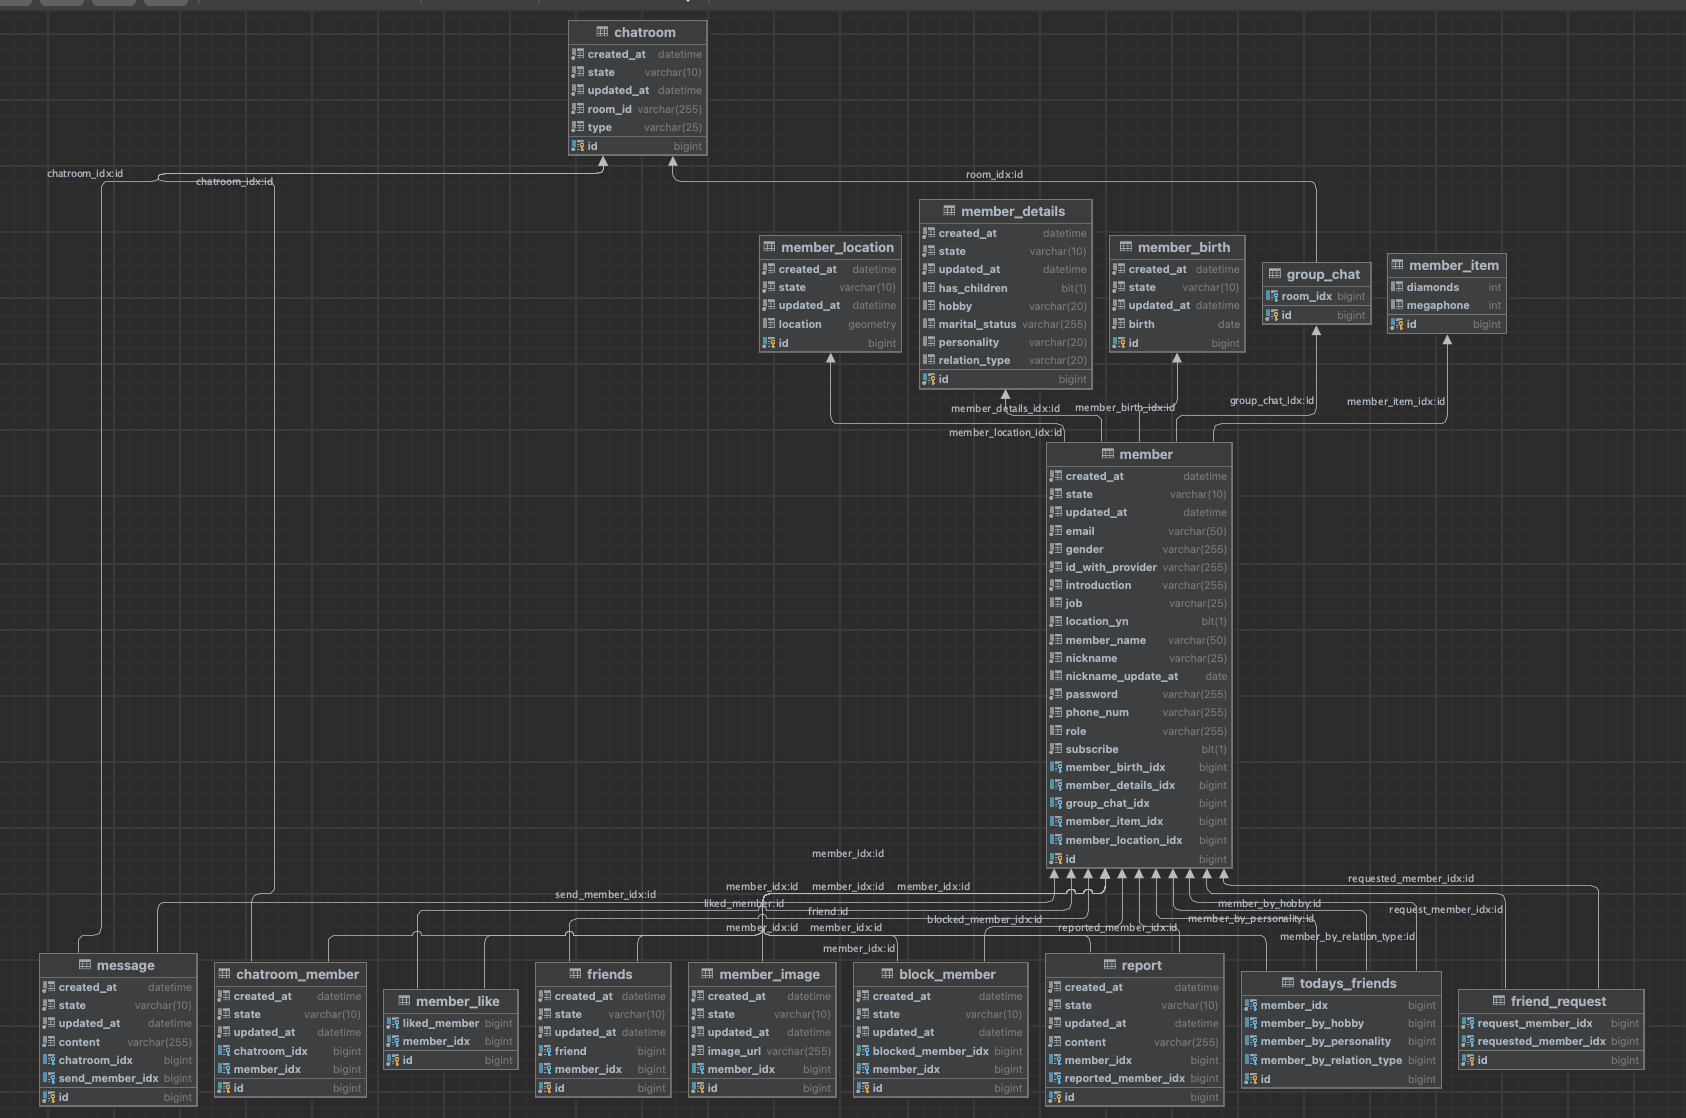 chatroom
created_at datetime
state varchar(10)
updated_at datetime
room_id varchar(255)
type varchar(25)
id bigint
chatroom_idx:id
chatroom_idx:id
room_idx:id
member_location
created_at datetime
state varchar(10)
updated_at datetime
location geometry
id bigint
member_details
created_at datetime
state varchar(10)
updated_at datetime
has_children bit(1)
hobby varchar(20)
marital_status varchar(255)
personality varchar(20)
relation_type varchar(20)
id bigint
member_birth
created_at datetime
state varchar(10)
updated_at datetime
birth date
id bigint
group_chat
room_idx bigint
id bigint
member_item
diamonds int
megaphone int
id bigint
member_details_idx:id
member_birth_idx:id
group_chat_idx:id
member_item_idx:id
member_location_idx:id
member
created_at datetime
state varchar(10)
updated_at datetime
email varchar(50)
gender varchar(255)
id_with_provider varchar(255)
introduction varchar(255)
job varchar(25)
location_yn bit(1)
member_name varchar(50)
nickname varchar(25)
nickname_update_at date
password varchar(255)
phone_num varchar(255)
role varchar(255)
subscribe bit(1)
member_birth_idx bigint
member_details_idx bigint
group_chat_idx bigint
member_item_idx bigint
member_location_idx bigint
id bigint
member_idx:id
requested_member_idx:id
member_idx:id
member_idx:id
member_idx:id
send_member_idx:id
liked_member:id
member_by_hobby:id
friend:id
request_member_idx:id
blocked_member_idx:id
member_by_personality:id
member_idx:id
member_idx:id
reported_member_idx:id
member_by_relation_type:id
member_idx:id
message
created_at datetime
state varchar(10)
updated_at datetime
content varchar(255)
chatroom_idx bigint
send_member_idx bigint
id bigint
chatroom_member
created_at datetime
state varchar(10)
updated_at datetime
chatroom_idx bigint
member_idx bigint
id bigint
member_like
liked_member bigint
member_idx bigint
id bigint
friends
created_at datetime
state varchar(10)
updated_at datetime
friend bigint
member_idx bigint
id bigint
member_image
created_at datetime
state varchar(10)
updated_at datetime
image_url varchar(255)
member_idx bigint
id bigint
block_member
created_at datetime
state varchar(10)
updated_at datetime
blocked_member_idx bigint
member_idx bigint
id bigint
report
created_at datetime
state varchar(10)
updated_at datetime
content varchar(255)
member_idx bigint
reported_member_idx bigint
id bigint
todays_friends
member_idx bigint
member_by_hobby bigint
member_by_personality bigint
member_by_relation_type bigint
id bigint
friend_request
request_member_idx bigint
requested_member_idx bigint
id bigint